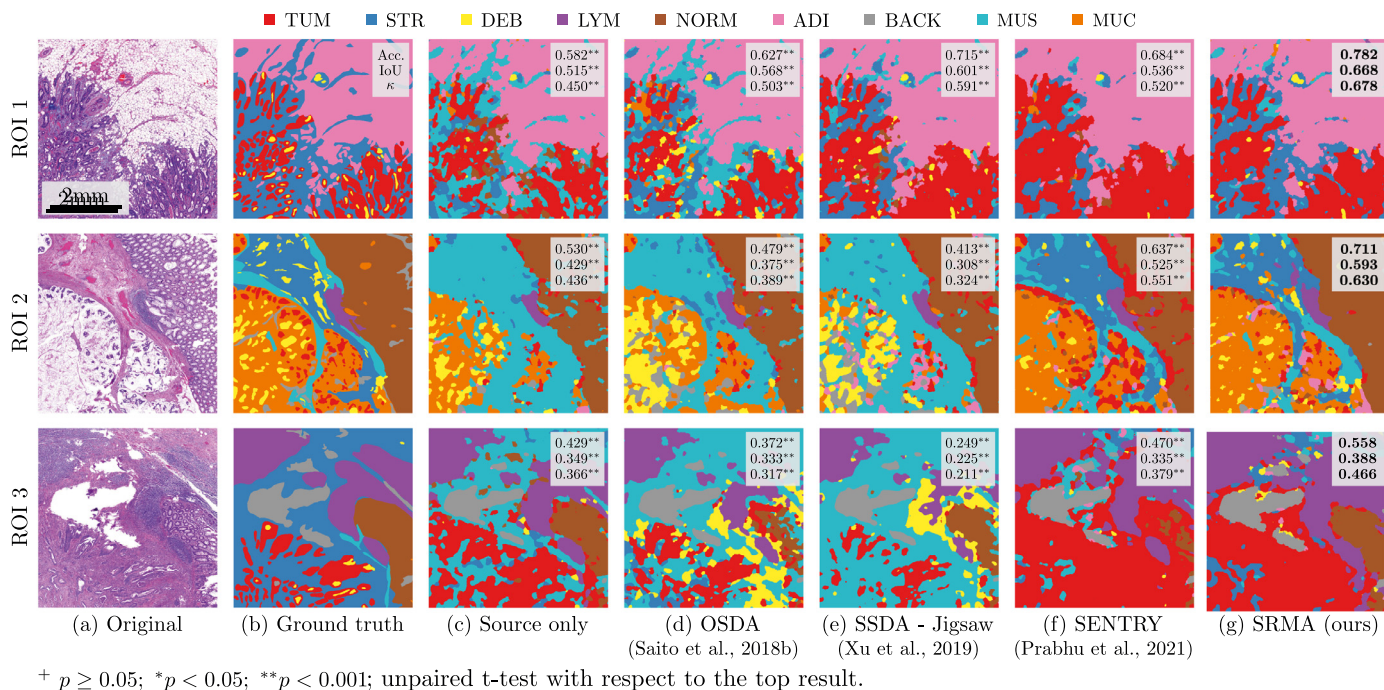 TUM STR DEB LYM NORM ADI BACK MUS MUC
ROI 1
2mm
Acc.
IoU
κ
0.582**
0.515**
0.450**
0.627**
0.568**
0.503**
0.715**
0.601**
0.591**
0.684**
0.536**
0.520**
0.782
0.668
0.678
ROI 2
0.530**
0.429**
0.436**
0.479**
0.375**
0.389**
0.413**
0.308**
0.324**
0.637**
0.525**
0.551**
0.711
0.593
0.630
ROI 3
0.429**
0.349**
0.366**
0.372**
0.333**
0.317**
0.249**
0.225**
0.211**
0.470**
0.335**
0.379**
0.558
0.388
0.466
(a) Original
(b) Ground truth
(c) Source only
(d) OSDA
(Saito et al., 2018b)
(e) SSDA - Jigsaw
(Xu et al., 2019)
(f) SENTRY
(Prabhu et al., 2021)
(g) SRMA (ours)
+ p ≥ 0.05; *p < 0.05; **p < 0.001; unpaired t-test with respect to the top result.